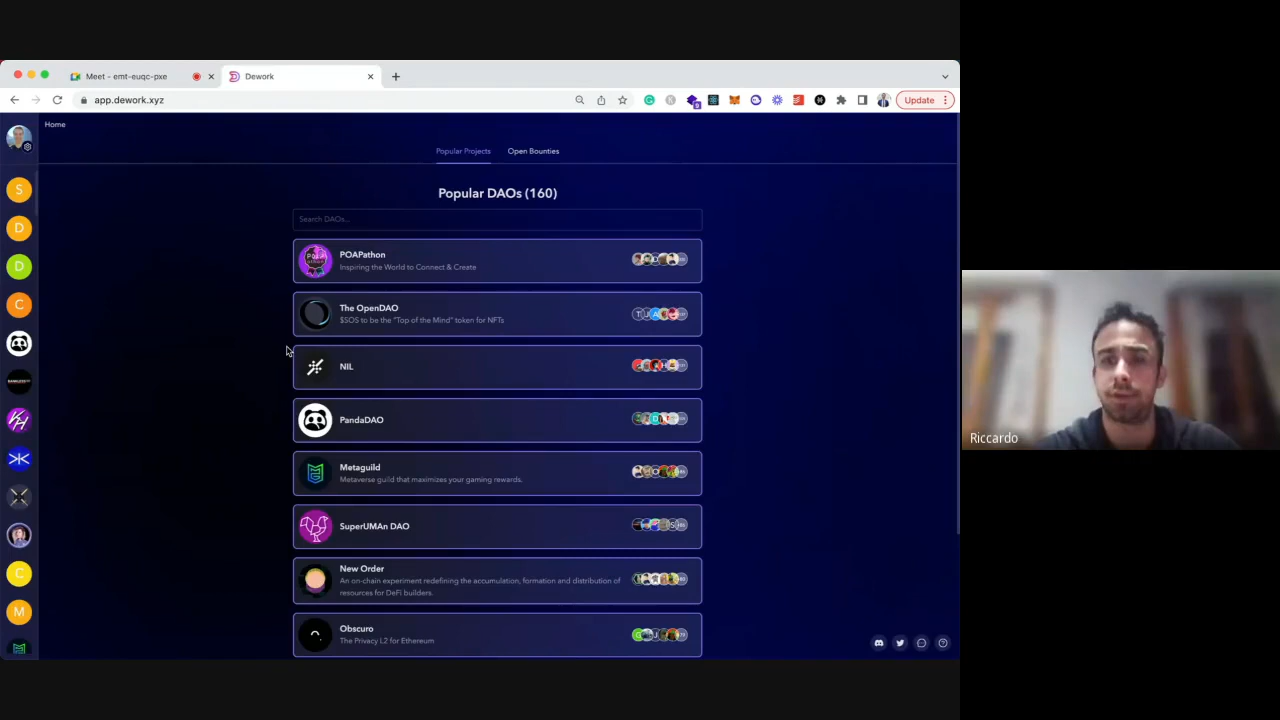 Meet - emt-euqc-pxe
Dework
app.dework.xyz
Update
Home
Popular Projects
Open Bounties
Popular DAOs (160)
Search DAOs...
POAPathon
Inspiring the World to Connect & Create
The OpenDAO
$SOS to be the "Top of the Mind" token for NFTs
NIL
PandaDAO
Metaguild
Metaverse guild that maximizes your gaming rewards.
SuperUMAn DAO
New Order
An on-chain experiment redefining the accumulation, formation and distribution of
resources for DeFi builders.
Obscuro
The Privacy L2 for Ethereum
S
D
D
C
C
M
Riccardo